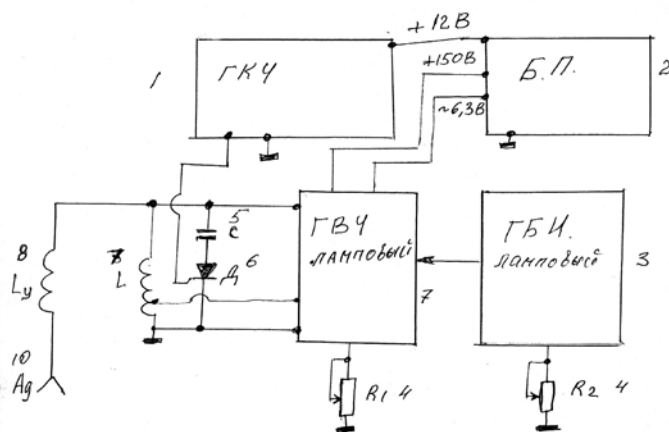 +12В
1
ГКЧ
+150В
Б.П.
2
~6,3В
5
С
8
Lу
L
Д
6
ГВЧ
ЛАМПОВЫЙ
7
ГБИ.
ЛАМПОВЫЙ
3
10
Ag
R1 4
R2 4